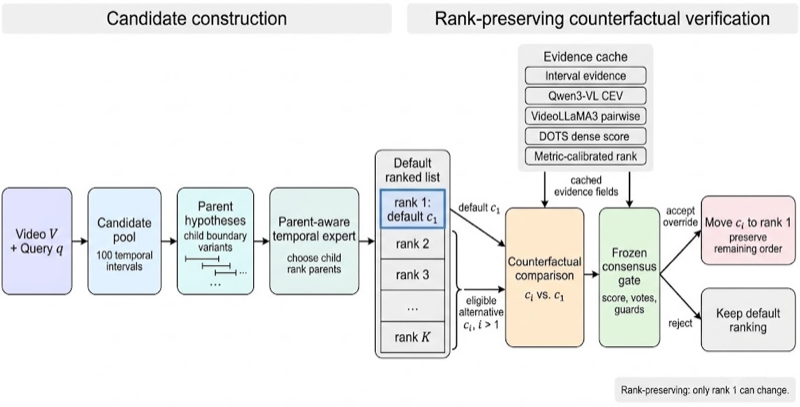 Candidate construction
Rank-preserving counterfactual verification
Evidence cache
Interval evidence
Qwen3-VL CEV
VideoLLaMA3 pairwise
DOTS dense score
Metric-calibrated rank
cached
evidence fields
Video V
+ Query q
Candidate
pool
100 temporal
intervals
Parent
hypotheses
child boundary
variants
...
...
Parent-aware
temporal expert
choose child
rank parents
Default
ranked list
rank 1:
default c₁
rank 2
rank 3
...
rank K
default c₁
eligible
alternative
cᵢ, i > 1
Counterfactual
comparison
cᵢ vs. c₁
Frozen
consensus
gate
score, votes,
guards
accept
override
reject
Move cᵢ to rank 1
preserve
remaining order
Keep default
ranking
Rank-preserving: only rank 1 can change.